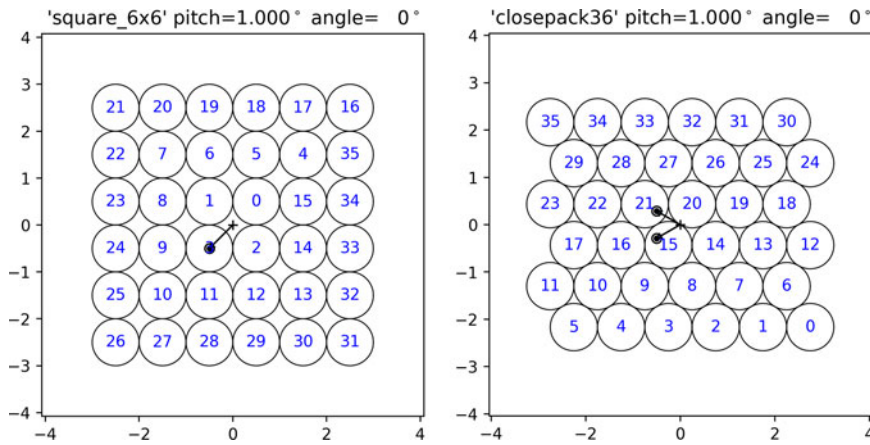 'square_6x6' pitch=1.000° angle= 0°
4
3
21 20 19 18 17 16
2
22 7 6 5 4 35
1
23 8 1 0 15 34
0
24 9 2 14 33
−1
25 10 11 12 13 32
−2
26 27 28 29 30 31
−3
−4
−4 −2 0 2 4
'closepack36' pitch=1.000° angle= 0°
4
3
35 34 33 32 31 30
2
29 28 27 26 25 24
1
23 22 21 20 19 18
0
17 16 15 14 13 12
−1
11 10 9 8 7 6
−2
5 4 3 2 1 0
−3
−4
−4 −2 0 2 4